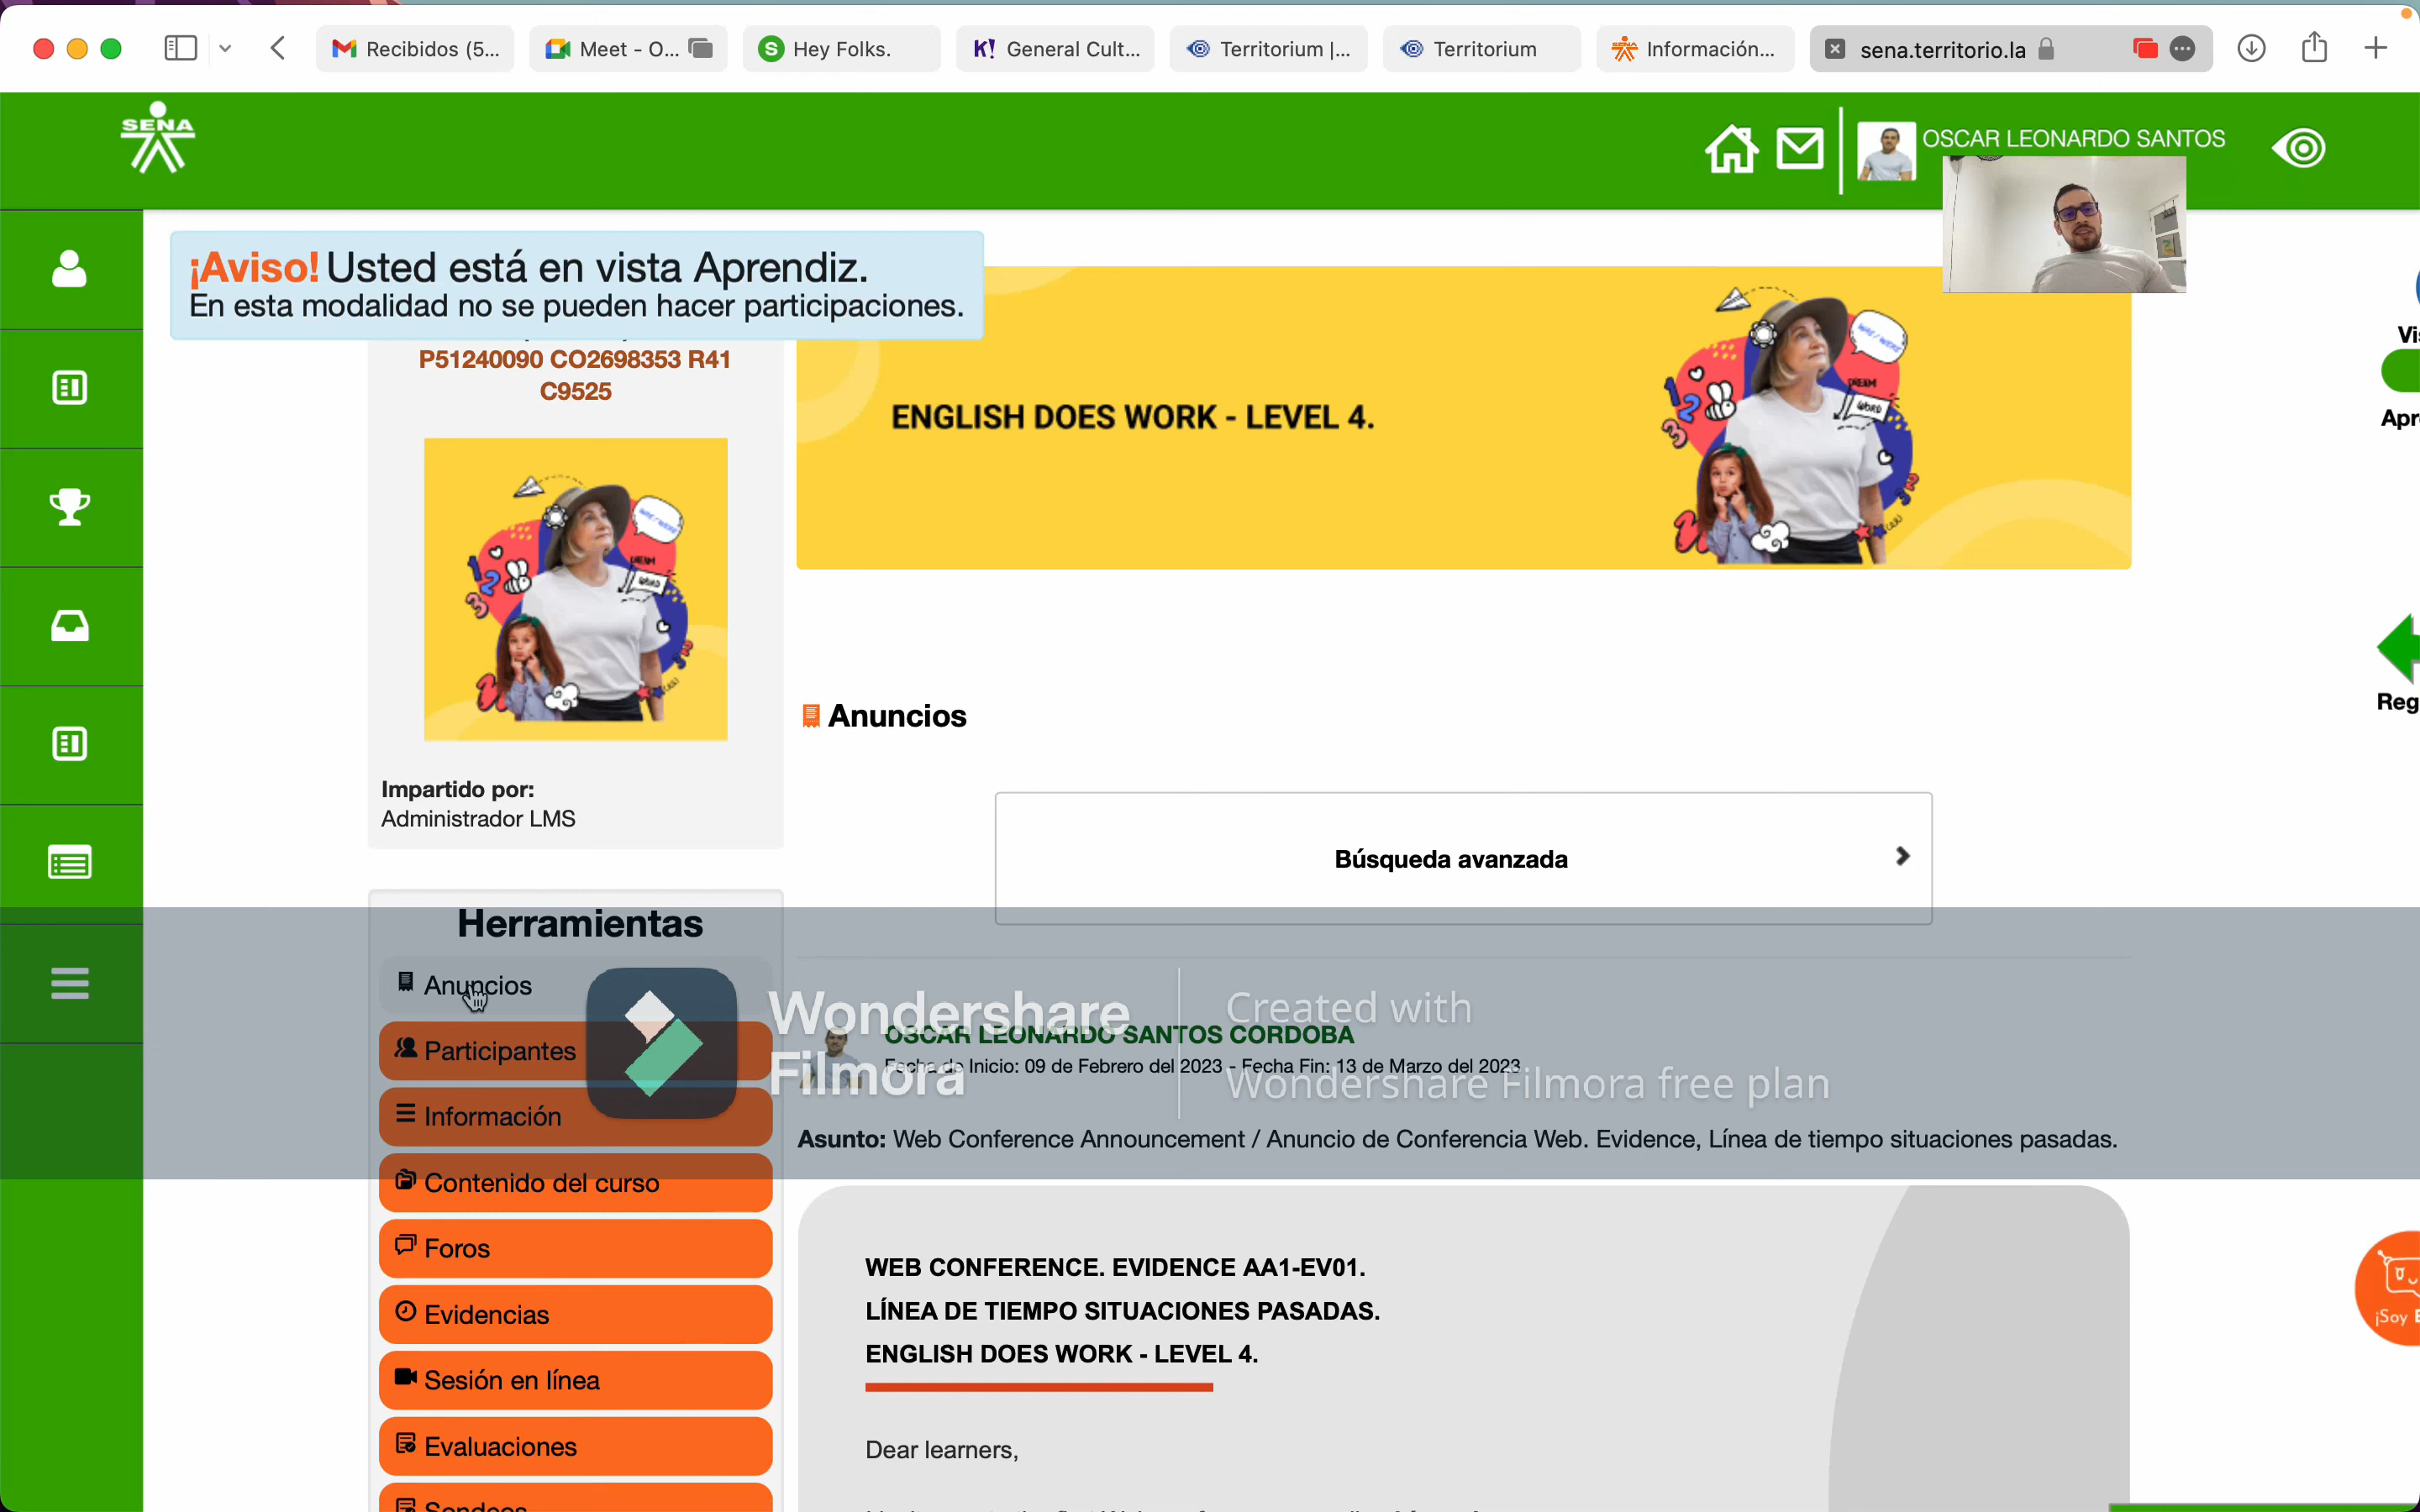 Recibidos (5...
Meet - O...
Hey Folks.
K! General Cult...
Territorium |...
Territorium
Información...
sena.territorio.la
SENA
OSCAR LEONARDO SANTOS
¡Aviso! Usted está en vista Aprendiz.
En esta modalidad no se pueden hacer participaciones.
P51240090 CO2698353 R41
C9525
ENGLISH DOES WORK - LEVEL 4.
Impartido por:
Administrador LMS
Anuncios
Búsqueda avanzada
Herramientas
Anuncios
Participantes
Información
Contenido del curso
Foros
Evidencias
Sesión en línea
Evaluaciones
Sondeos
Wondershare
Filmora
Created with
Wondershare Filmora free plan
OSCAR LEONARDO SANTOS CORDOBA
Fecha de Inicio: 09 de Febrero del 2023 - Fecha Fin: 13 de Marzo del 2023
Asunto: Web Conference Announcement / Anuncio de Conferencia Web. Evidence, Línea de tiempo situaciones pasadas.
WEB CONFERENCE. EVIDENCE AA1-EV01.
LÍNEA DE TIEMPO SITUACIONES PASADAS.
ENGLISH DOES WORK - LEVEL 4.
Dear learners,
¡Soy